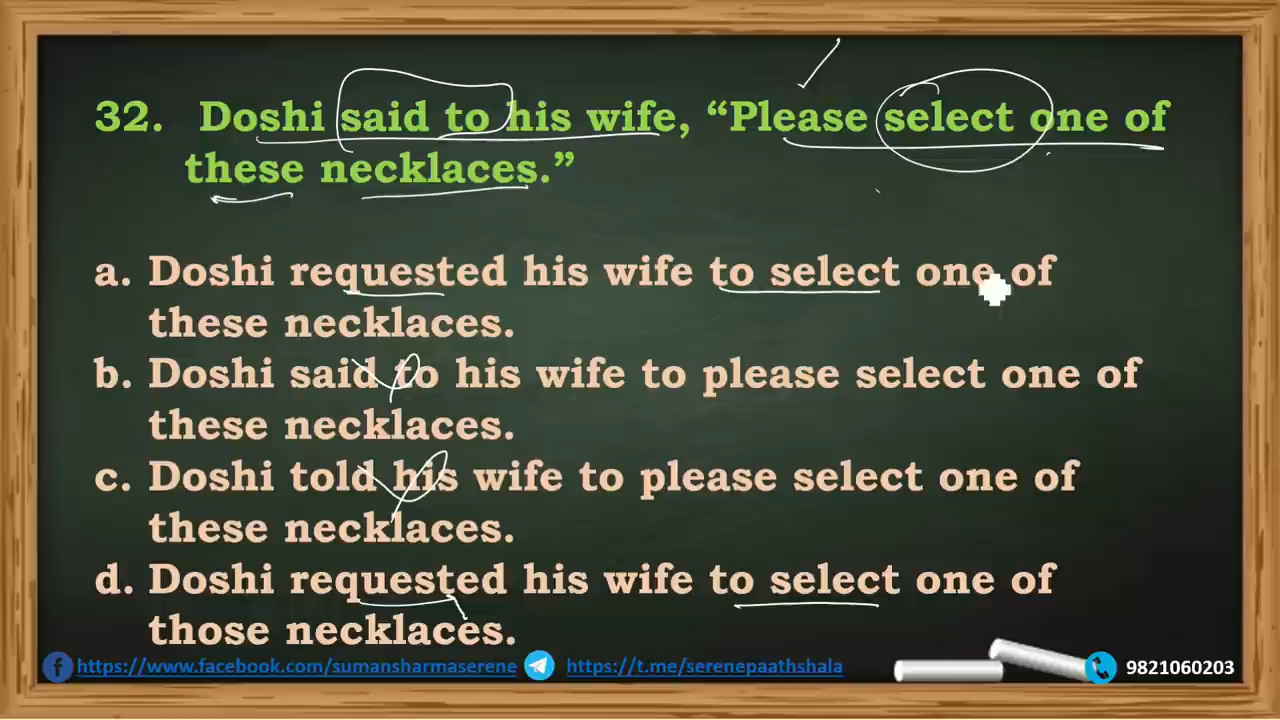 32. Doshi said to his wife, “Please select one of
these necklaces.”
a. Doshi requested his wife to select one of
these necklaces.
b. Doshi said to his wife to please select one of
these necklaces.
c. Doshi told his wife to please select one of
these necklaces.
d. Doshi requested his wife to select one of
those necklaces.
https://www.facebook.com/sumansharmaserene https://t.me/serenepaathshala 9821060203